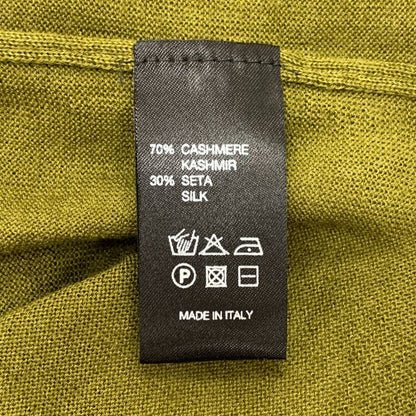 70% CASHMERE
KASHMIR
30% SETA
SILK
P
MADE IN ITALY